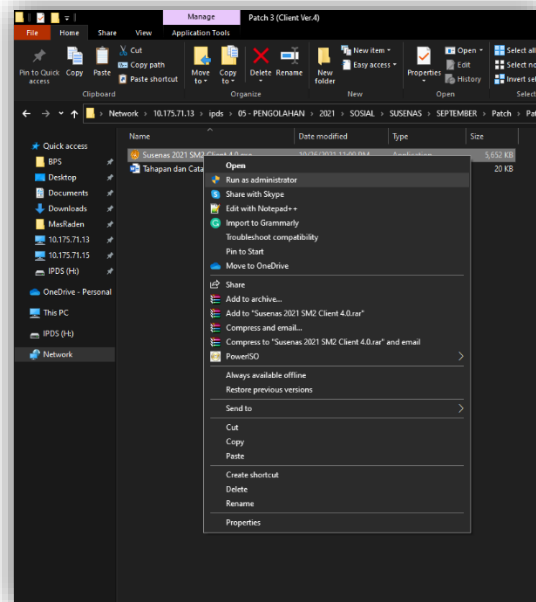 Manage
Patch 3 (Client Ver.4)
File
Home
Share
View
Application Tools
Pin to Quick access
Copy
Paste
Cut
Copy path
Paste shortcut
Move to
Copy to
Delete
Rename
New folder
New item
Easy access
Properties
Open
Edit
History
Select all
Select no
Invert sel
Clipboard
Organize
New
Open
Select
Network > 10.175.71.13 > ipds > 05 - PENGOLAHAN > 2021 > SOSIAL > SUSENAS > SEPTEMBER > Patch > Pat
Name
Date modified
Type
Size
Quick access
BPS
Desktop
Documents
Downloads
MasRaden
10.175.71.13
10.175.71.15
IPDS (H:)
OneDrive - Personal
This PC
IPDS (H:)
Network
Susenas 2021 SM2 Client 4.0
5,652 KB
Tahapan dan Cata
20 KB
Open
Run as administrator
Share with Skype
Edit with Notepad++
Import to Grammarly
Troubleshoot compatibility
Pin to Start
Move to OneDrive
Share
Add to archive...
Add to "Susenas 2021 SM2 Client 4.0.rar"
Compress and email...
Compress to "Susenas 2021 SM2 Client 4.0.rar" and email
PowerISO
Always available offline
Restore previous versions
Send to
Cut
Copy
Paste
Create shortcut
Delete
Rename
Properties